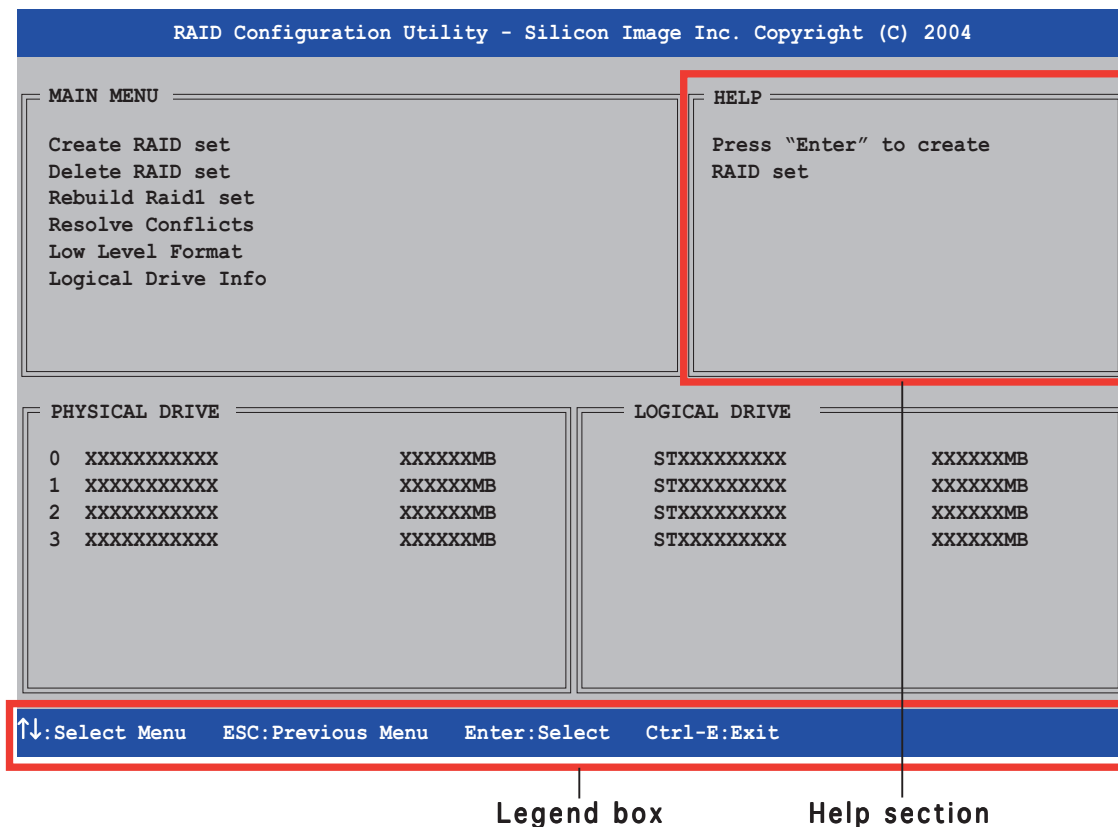 RAID Configuration Utility - Silicon Image Inc. Copyright (C) 2004
MAIN MENU
Create RAID set
Delete RAID set
Rebuild Raid1 set
Resolve Conflicts
Low Level Format
Logical Drive Info
HELP
Press “Enter” to create
RAID set
PHYSICAL DRIVE
0 XXXXXXXXXXX XXXXXXMB
1 XXXXXXXXXXX XXXXXXMB
2 XXXXXXXXXXX XXXXXXMB
3 XXXXXXXXXXX XXXXXXMB
LOGICAL DRIVE
STXXXXXXXXX XXXXXXMB
STXXXXXXXXX XXXXXXMB
STXXXXXXXXX XXXXXXMB
STXXXXXXXXX XXXXXXMB
↑↓:Select Menu ESC:Previous Menu Enter:Select Ctrl-E:Exit
Legend box Help section